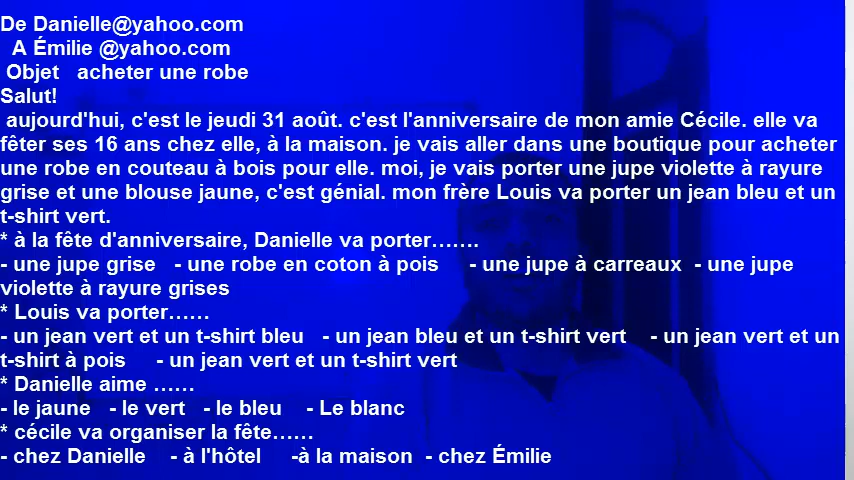 De Danielle@yahoo.com
A Émilie @yahoo.com
Objet acheter une robe
Salut!
aujourd'hui, c'est le jeudi 31 août. c'est l'anniversaire de mon amie Cécile. elle va
fêter ses 16 ans chez elle, à la maison. je vais aller dans une boutique pour acheter
une robe en couteau à bois pour elle. moi, je vais porter une jupe violette à rayure
grise et une blouse jaune, c'est génial. mon frère Louis va porter un jean bleu et un
t-shirt vert.
* à la fête d'anniversaire, Danielle va porter…….
- une jupe grise - une robe en coton à pois - une jupe à carreaux - une jupe
violette à rayure grises
* Louis va porter……
- un jean vert et un t-shirt bleu - un jean bleu et un t-shirt vert - un jean vert et un
t-shirt à pois - un jean vert et un t-shirt vert
* Danielle aime ……
- le jaune - le vert - le bleu - Le blanc
* cécile va organiser la fête……
- chez Danielle - à l'hôtel -à la maison - chez Émilie